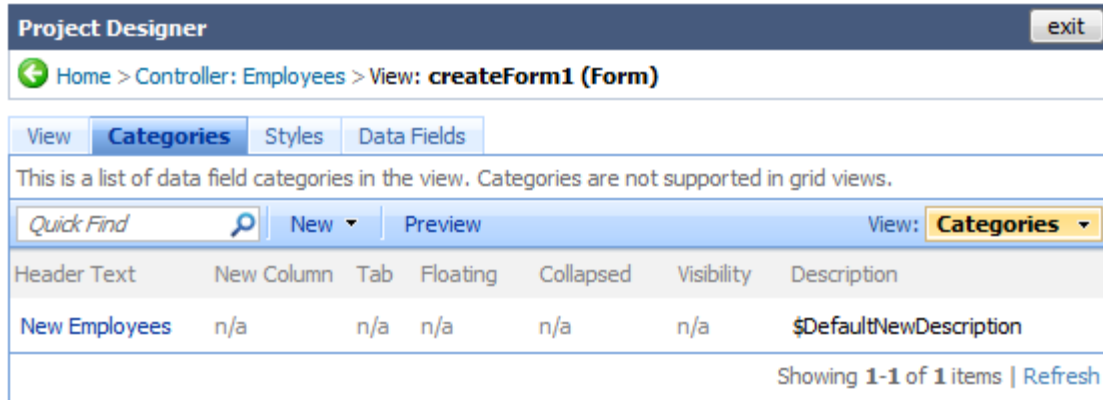 Project Designer exit
Home > Controller: Employees > View: createForm1 (Form)
View Categories Styles Data Fields
This is a list of data field categories in the view. Categories are not supported in grid views.
Quick Find New Preview View: Categories
Header Text New Column Tab Floating Collapsed Visibility Description
New Employees n/a n/a n/a n/a n/a $DefaultNewDescription
Showing 1-1 of 1 items | Refresh